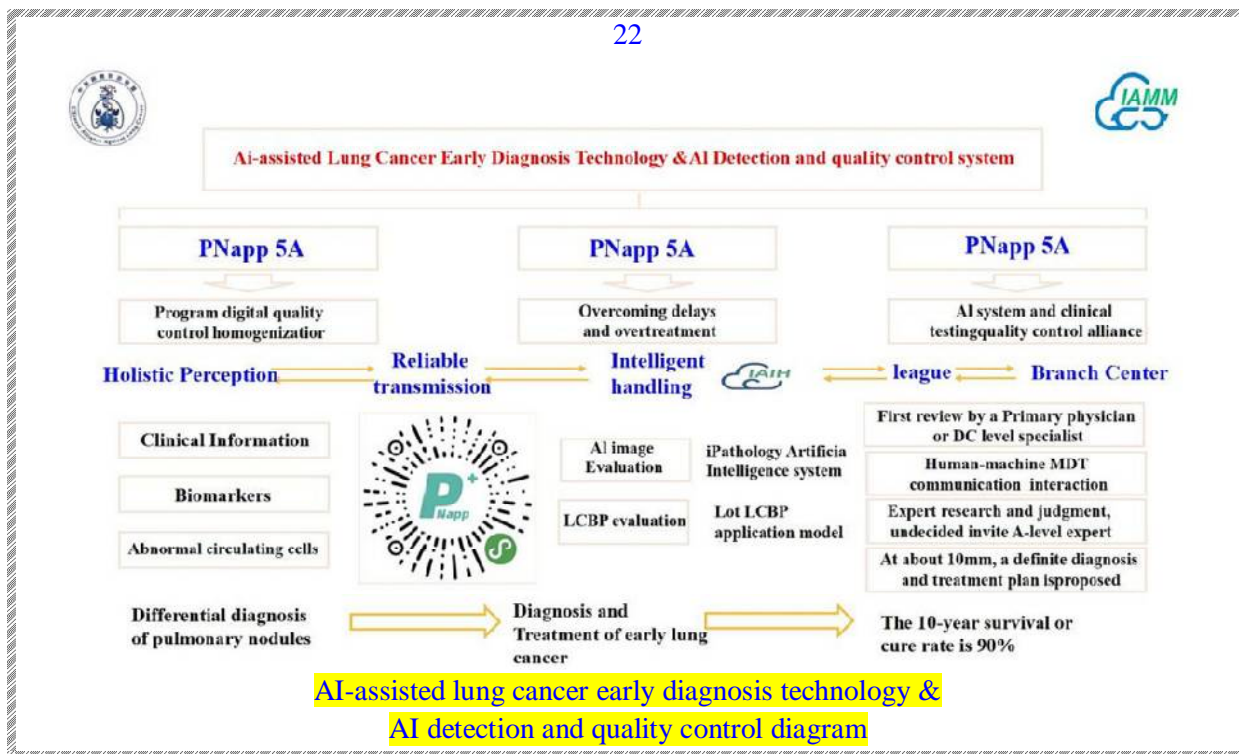 22
IAMM
Ai-assisted Lung Cancer Early Diagnosis Technology &AI Detection and quality control system
PNapp 5A
PNapp 5A
PNapp 5A
Program digital quality
control homogenizatior
Overcoming delays
and overtreatment
AI system and clinical
testingquality control alliance
Holistic Perception
Reliable
transmission
Intelligent
handling
IAIM
league
Branch Center
Clinical Information
Biomarkers
Abnormal circulating cells
P+
Napp
AI image
Evaluation
iPathology Artificia
Intelligence system
LCBP evaluation
Lot LCBP
application model
First review by a Primary physician
or DC level specialist
Human-machine MDT
communication interaction
Expert research and judgment,
undecided invite A-level expert
At about 10mm, a definite diagnosis
and treatment plan isproposed
Differential diagnosis
of pulmonary nodules
Diagnosis and
Treatment of early lung
cancer
The 10-year survival or
cure rate is 90%
AI-assisted lung cancer early diagnosis technology &
AI detection and quality control diagram